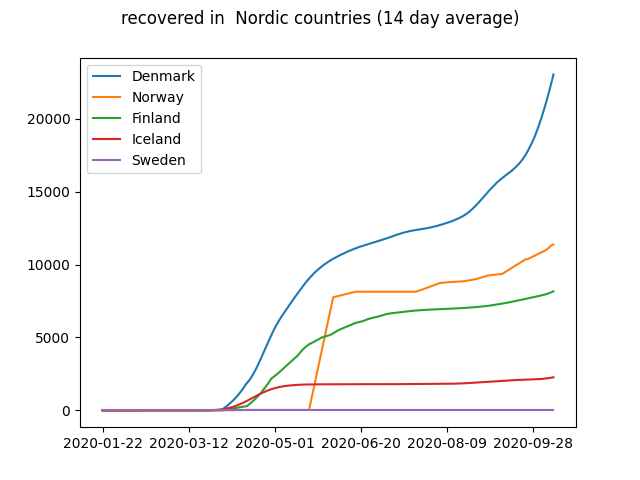 recovered in  Nordic countries (14 day average)
Denmark
Norway
Finland
Iceland
Sweden
20000
15000
10000
5000
0
2020-01-22 2020-03-12 2020-05-01 2020-06-20 2020-08-09 2020-09-28